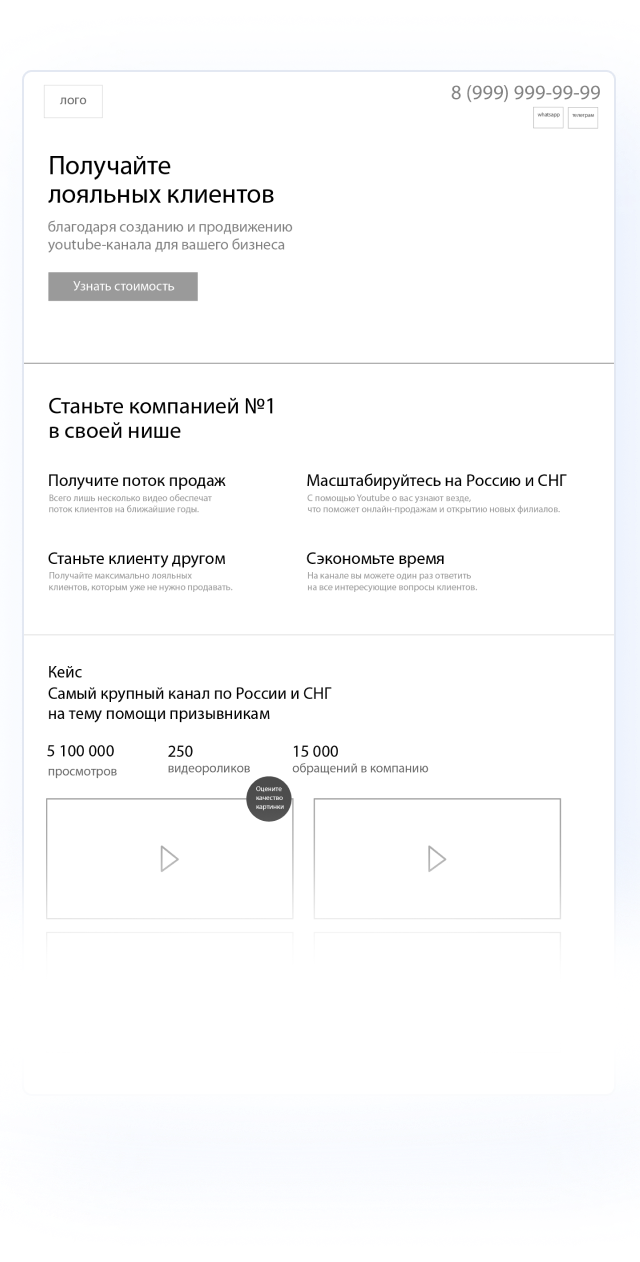 лого
8 (999) 999-99-99
whatsapp
телеграм
Получайте
лояльных клиентов
благодаря созданию и продвижению
youtube-канала для вашего бизнеса
Узнать стоимость
Станьте компанией №1
в своей нише
Получите поток продаж
Всего лишь несколько видео обеспечат
поток клиентов на ближайшие годы.
Масштабируйтесь на Россию и СНГ
С помощью Youtube о вас узнают везде,
что поможет онлайн-продажам и открытию новых филиалов.
Станьте клиенту другом
Получайте максимально лояльных
клиентов, которым уже не нужно продавать.
Сэкономьте время
На канале вы можете один раз ответить
на все интересующие вопросы клиентов.
Кейс
Самый крупный канал по России и СНГ
на тему помощи призывникам
5 100 000
просмотров
250
видеороликов
15 000
обращений в компанию
Оцените
качество
картинки